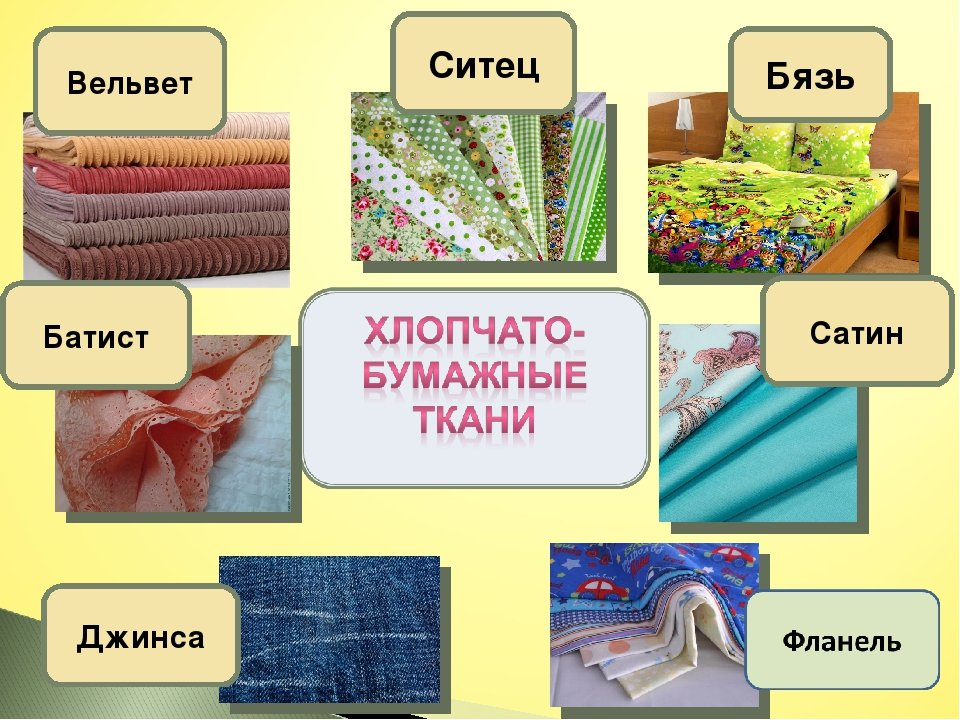 Вельвет
Ситец
Бязь
Батист
ХЛОПЧАТО-
БУМАЖНЫЕ
ТКАНИ
Сатин
Джинса
Фланель